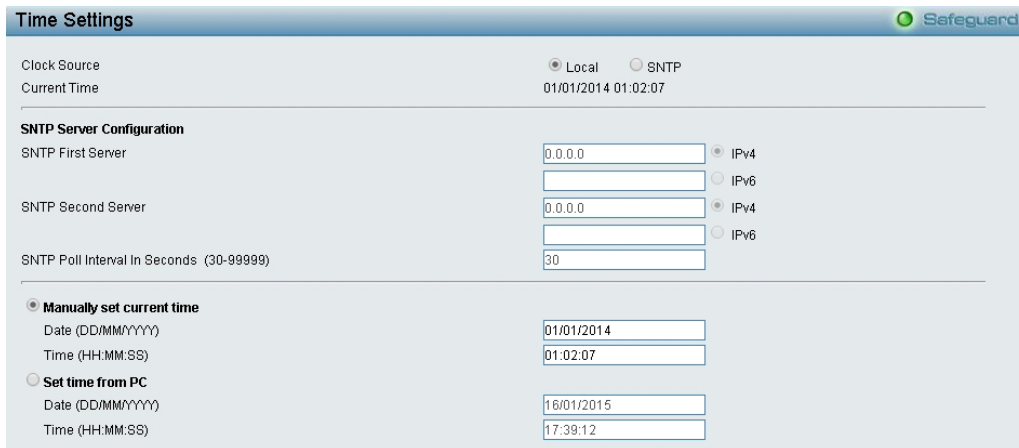 Time Settings
Safeguard
Clock Source Local SNTP
Current Time 01/01/2014 01:02:07
SNTP Server Configuration
SNTP First Server 0.0.0.0 IPv4
IPv6
SNTP Second Server 0.0.0.0 IPv4
IPv6
SNTP Poll Interval In Seconds (30-99999) 30
Manually set current time
Date (DD/MM/YYYY) 01/01/2014
Time (HH:MM:SS) 01:02:07
Set time from PC
Date (DD/MM/YYYY) 16/01/2015
Time (HH:MM:SS) 17:39:12